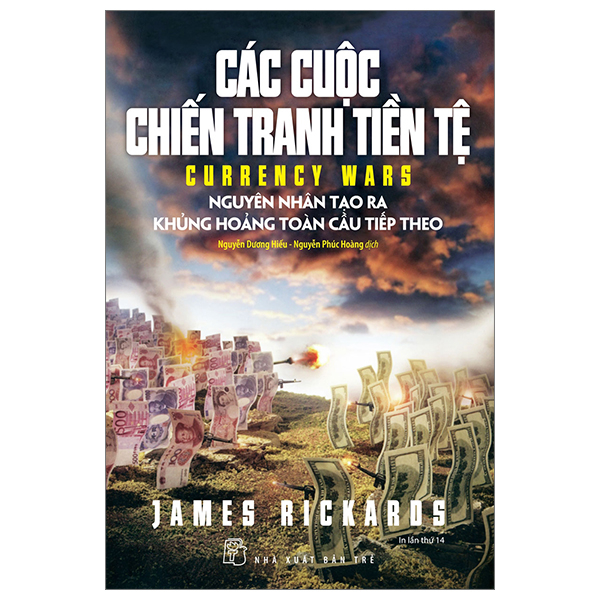 CÁC CUỘC
CHIẾN TRANH TIỀN TỆ
CURRENCY WARS
NGUYÊN NHÂN TẠO RA
KHỦNG HOẢNG TOÀN CẦU TIẾP THEO
Nguyễn Dương Hiếu - Nguyễn Phúc Hoàng dịch
JAMES RICKARDS
In lần thứ 14
NHÀ XUẤT BẢN TRẺ